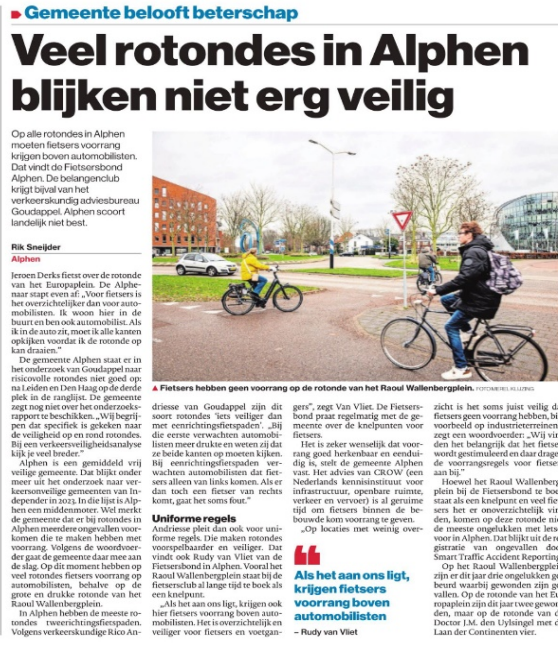 Gemeente belooft beterschap
Veel rotondes in Alphen
blijken niet erg veilig
Op alle rotondes in Alphen
moeten fietsers voorrang
krijgen boven automobilisten.
Dat vindt de Fietsersbond
Alphen. De belangenclub
krijgt bijval van het
verkeerskundig adviesbureau
Goudappel. Alphen scoort
landelijk niet best.
Rik Sneijder
Alphen
Jeroen Derks fietst over de rotonde
van het Europaplein. De Alphe-
naar stapt even af: „Voor fietsers is
het overzichtelijker dan voor auto-
mobilisten. Ik woon hier in de
buurt en ben ook automobilist. Als
ik in de auto zit, moet ik alle kanten
opkijken voordat ik de rotonde op
kan draaien.”
De gemeente Alphen staat er in
het onderzoek van Goudappel naar
risicovolle rotondes niet goed op:
na Leiden en Den Haag op de derde
plek in de ranglijst. De gemeente
zegt nog niet over het onderzoeks-
rapport te beschikken. „Wij begrij-
pen dat specifiek is gekeken naar
de veiligheid op en rond rotondes.
Bij een verkeersveiligheidsanalyse
kijk je veel breder.”
Alphen is een gemiddeld vrij
veilige gemeente. Dat blijkt onder
meer uit het onderzoek naar ver-
keersonveilige gemeenten van In-
depender in 2023. In die lijst is Alp-
hen een middenmoter. Wel merkt
de gemeente dat er bij rotondes in
Alphen meerdere ongevallen voor-
komen die te maken hebben met
voorrang. Volgens de woordvoer-
der gaat de gemeente daar mee aan
de slag. Op dit moment hebben op
veel rotondes fietsers voorrang op
automobilisten, behalve op de
grote en drukke rotonde van het
Raoul Wallenbergplein.
In Alphen hebben de meeste ro-
tondes tweerichtingsfietspaden.
Volgens verkeerskundige Rico An-
Fietsers hebben geen voorrang op de rotonde van het Raoul Wallenbergplein.
driesse van Goudappel zijn dit
soort rotondes ‘iets veiliger dan
met eenrichtingsfietspaden’. „Bij
die eerste verwachten automobi-
listen meer drukte en weten zij dat
ze beide kanten op moeten kijken.
Bij eenrichtingsfietspaden ver-
wachten automobilisten dat fiet-
sers alleen van links komen. Als er
dan toch een fietser van rechts
komt, gaat het soms fout.”
Uniforme regels
Andriesse pleit dan ook voor uni-
forme regels. Die maken rotondes
voorspelbaarder en veiliger. Dat
vindt ook Rudy van Vliet van de
Fietsersbond in Alphen. Vooral het
Raoul Wallenbergplein staat bij de
fietsersclub al lange tijd te boek als
een knelpunt.
„Als het aan ons ligt, krijgen ook
hier fietsers voorrang boven auto-
mobilisten. Het is overzichtelijk en
veiliger voor fietsers en voetgan-
gers”, zegt Van Vliet. De Fietsers-
bond praat regelmatig met de ge-
meente over de knelpunten voor
fietsers.
Het is zeker wenselijk dat voor-
rang goed herkenbaar en eendui-
dig is, stelt de gemeente Alphen
vast. Het advies van CROW (een
Nederlands kennisinstituut voor
infrastructuur, openbare ruimte,
verkeer en vervoer) is al geruime
tijd om fietsers binnen de be-
bouwde kom voorrang te geven.
„Op locaties met weinig over-
Als het aan ons ligt,
krijgen fietsers
voorrang boven
automobilisten
– Rudy van Vliet
zicht is het soms juist veilig da
fietsers geen voorrang hebben, bij
voorbeeld op industrieterreinen
zegt een woordvoerder: „Wij vin
den het belangrijk dat het fietse
wordt gestimuleerd en daar drage
de voorrangsregels voor fietser
aan bij.”
Hoewel het Raoul Wallenberg
plein bij de Fietsersbond te boe
staat als een knelpunt en veel fie
sers het er onoverzichtelijk vin
den, komen op deze rotonde nie
de meeste ongelukken met letse
voor in Alphen. Dat blijkt uit de re
gistratie van ongevallen door
Smart Traffic Accident Reporting
Op het Raoul Wallenbergplein
zijn er dit jaar drie ongelukken ge
beurd waarbij gewonden zijn ge
vallen. Op de rotonde van het Eu
ropaplein zijn dit jaar twee gewon
den, maar op de rotonde van de
Doctor J.M. den Uylsingel met de
Laan der Continenten vier.